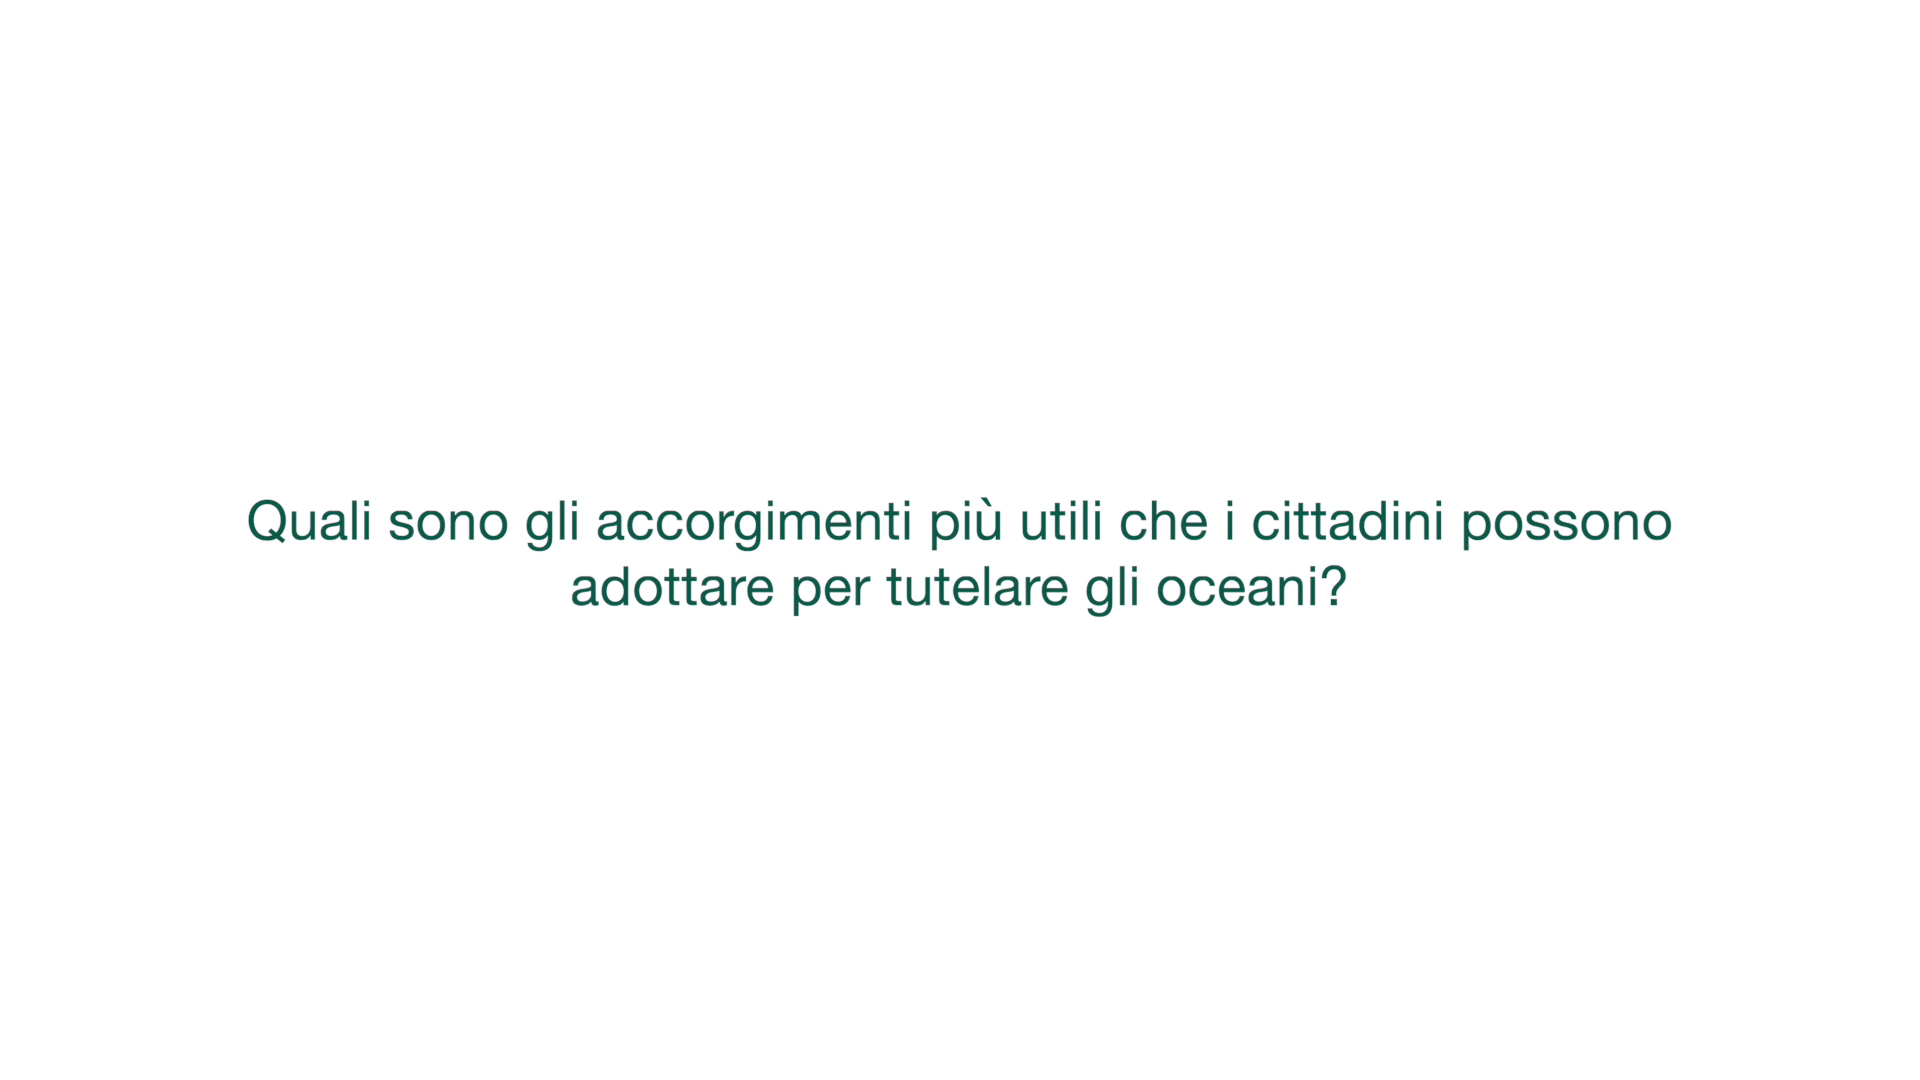 Quali sono gli accorgimenti più utili che i cittadini possono
adottare per tutelare gli oceani?